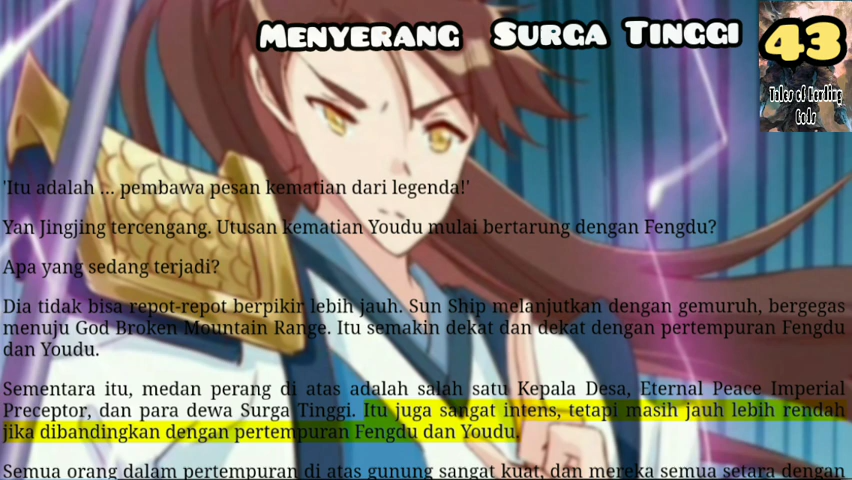 MENYERANG SURGA TINGGI
43
Tales of Herding
Gods
'Itu adalah ... pembawa pesan kematian dari legenda!'
Yan Jingjing tercengang. Utusan kematian Youdu mulai bertarung dengan Fengdu?
Apa yang sedang terjadi?
Dia tidak bisa repot-repot berpikir lebih jauh. Sun Ship melanjutkan dengan gemuruh, bergegas
menuju God Broken Mountain Range. Itu semakin dekat dan dekat dengan pertempuran Fengdu
dan Youdu.
Sementara itu, medan perang di atas adalah salah satu Kepala Desa, Eternal Peace Imperial
Preceptor, dan para dewa Surga Tinggi. Itu juga sangat intens, tetapi masih jauh lebih rendah
jika dibandingkan dengan pertempuran Fengdu dan Youdu.
Semua orang dalam pertempuran di atas gunung sangat kuat, dan mereka semua setara dengan